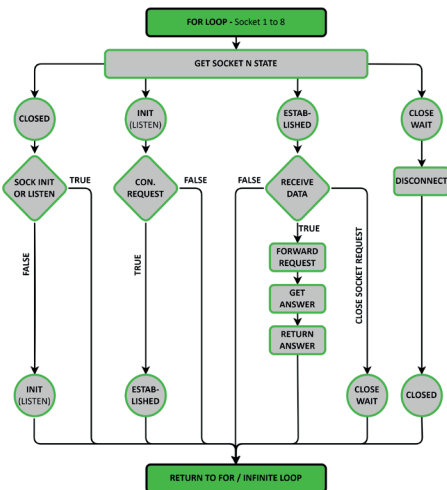 FOR LOOP - Socket 1 to 8
GET SOCKET N STATE
CLOSED
INIT
(LISTEN)
ESTAB-
LISHED
CLOSE
WAIT
SOCK INIT
OR LISTEN
TRUE
CON.
REQUEST
FALSE
FALSE
RECEIVE
DATA
DISCONNECT
TRUE
FALSE
TRUE
CLOSE SOCKET REQUEST
FORWARD
REQUEST
GET
ANSWER
RETURN
ANSWER
INIT
(LISTEN)
ESTAB-
LISHED
CLOSE
WAIT
CLOSED
RETURN TO FOR / INFINITE LOOP